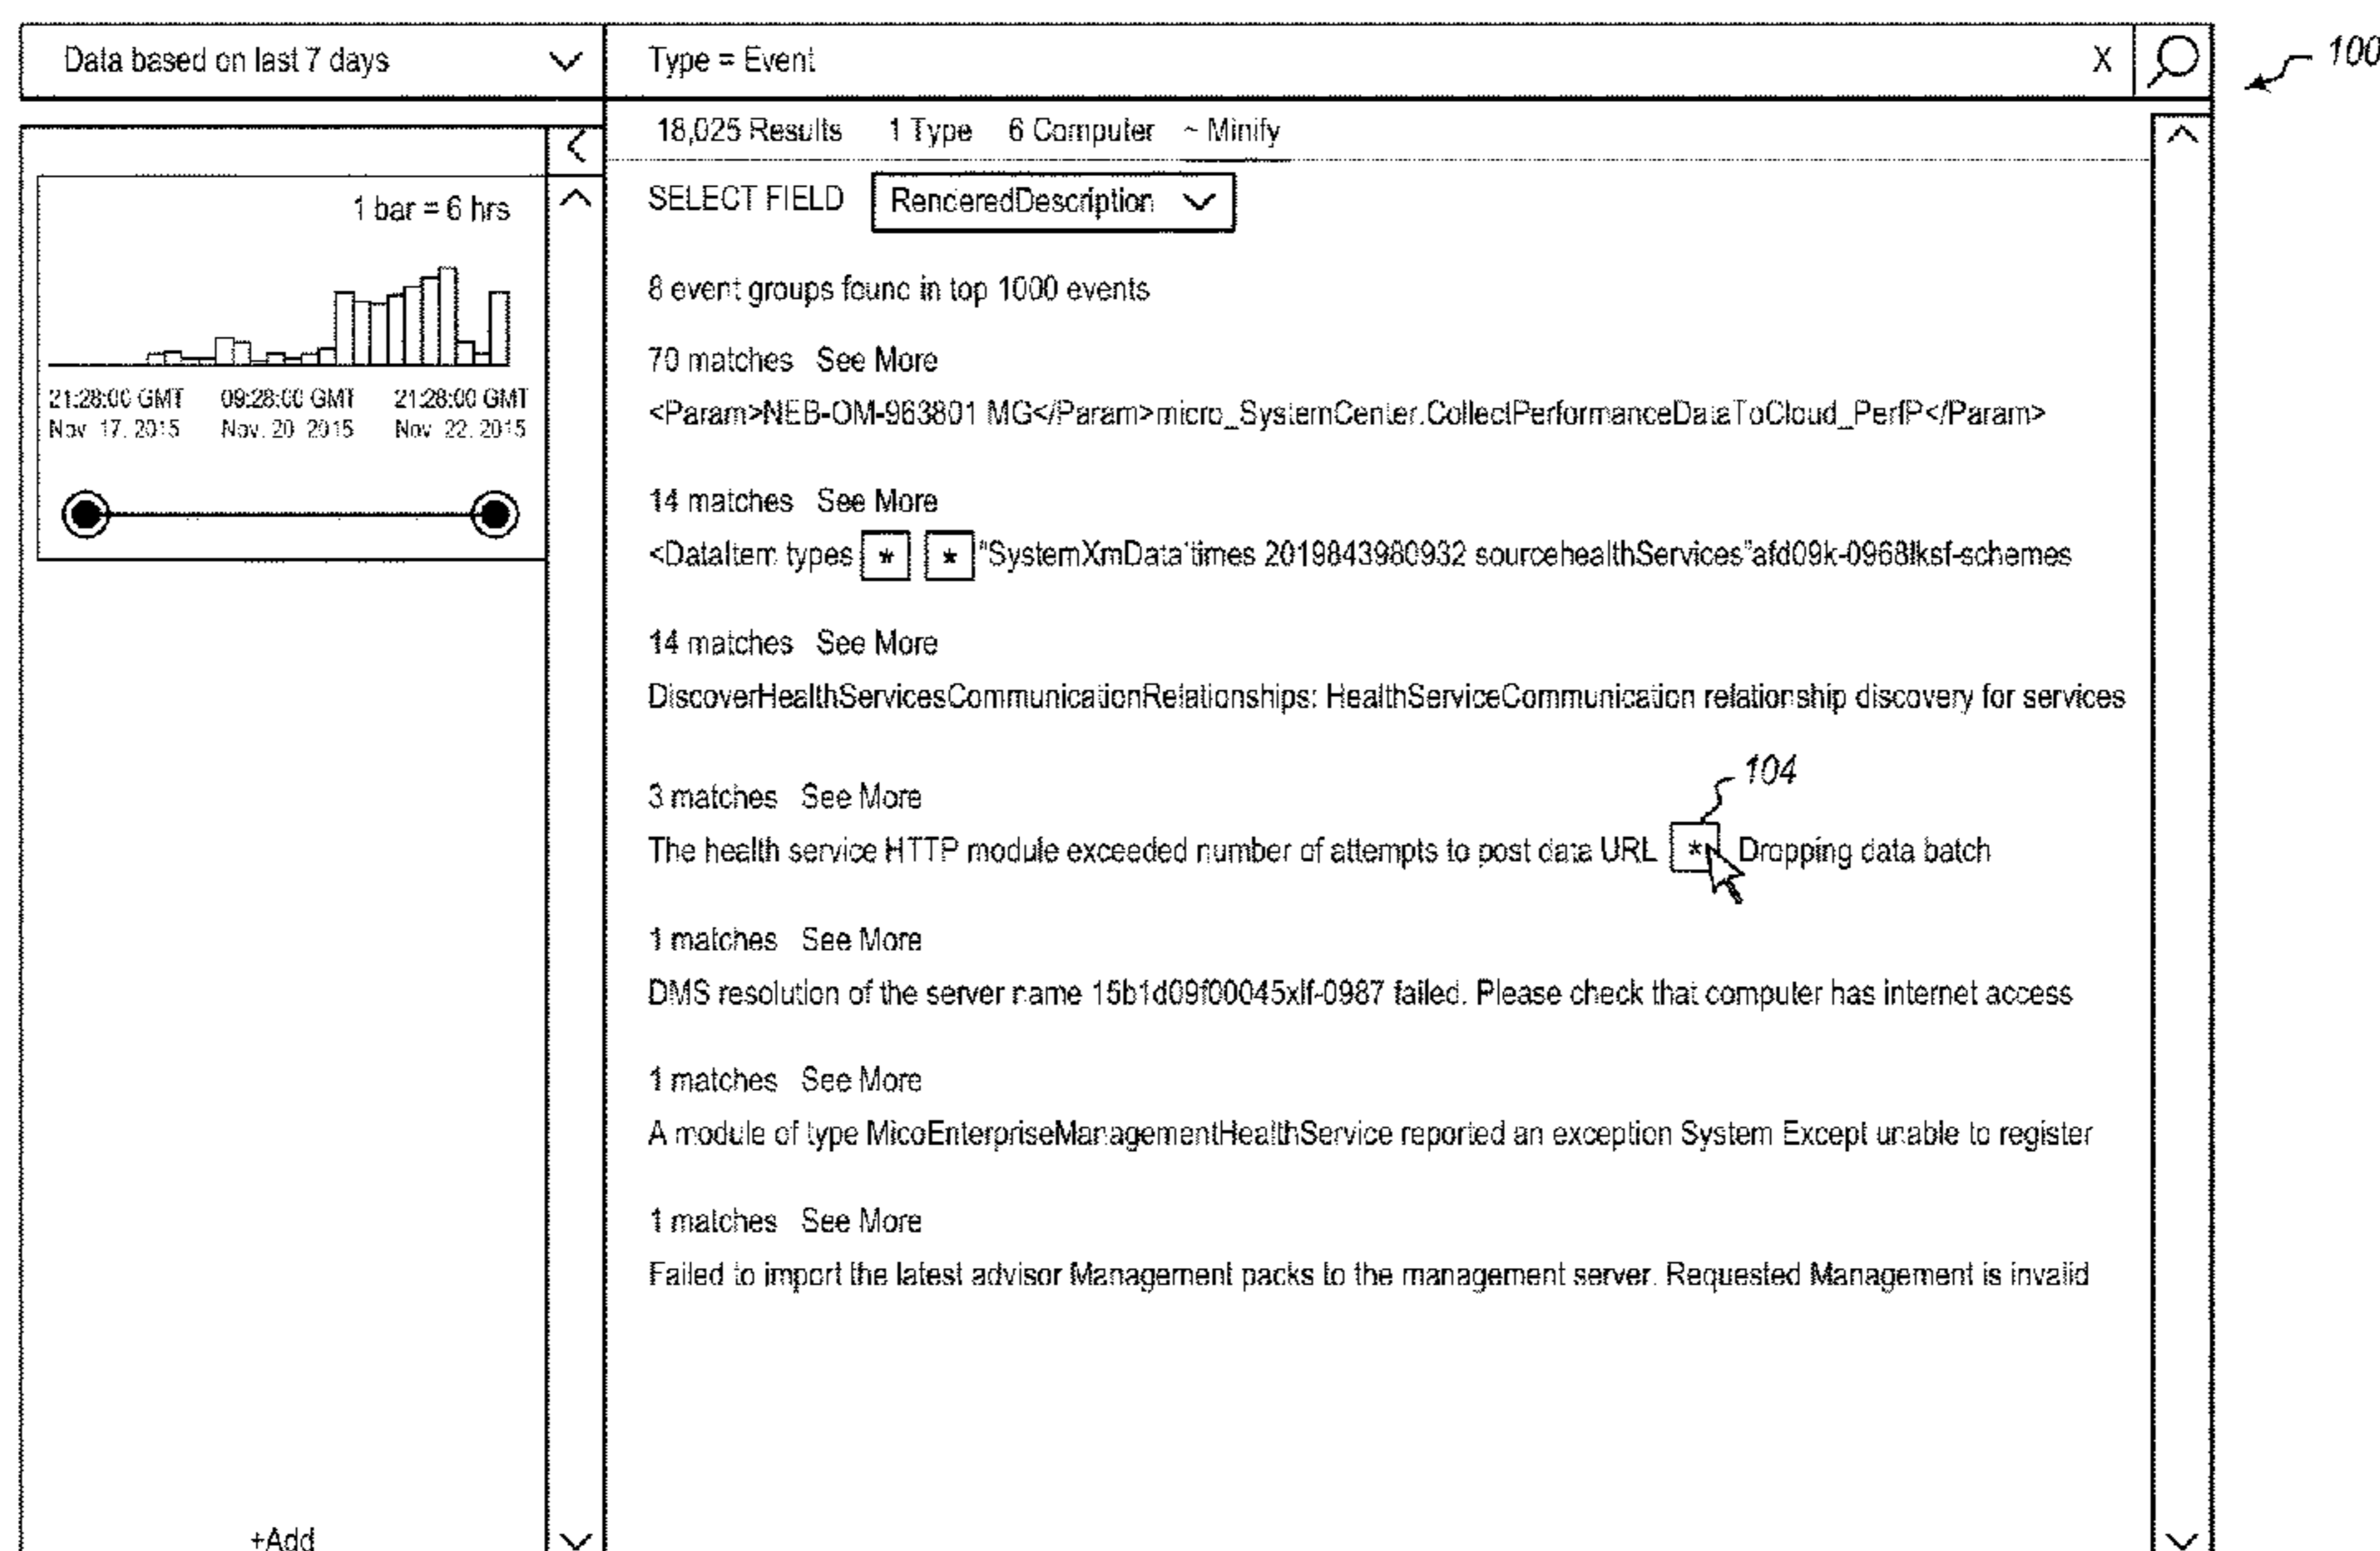 Data based on last 7 days
Type = Event X
100
18,025 Results 1 Type 6 Computer ~ Minify
1 bar = 6 hrs
21:28:00 GMT 09:28:00 GMT 21:28:00 GMT
Nov. 17, 2015 Nov. 20 2015 Nov 22, 2015
+Add
SELECT FIELD RenderedDescription
8 event groups found in top 1000 events
70 matches See More
<Param>NEB-OM-963801 MG</Param>micro_SystemCenter.CollectPerformanceDataToCloud_PerfP</Param>
14 matches See More
<DataItem types * * "SystemXmData'times 2019843980932 sourcehealthServices"afd09k-0968lksf-schemes
14 matches See More
DiscoverHealthServicesCommunicationRelationships: HealthServiceCommunication relationship discovery for services
104
3 matches See More
The health service HTTP module exceeded number of attempts to post data URL * Dropping data batch
1 matches See More
DMS resolution of the server name 15b1d09f00045xlf-0987 failed. Please check that computer has internet access
1 matches See More
A module of type MicoEnterpriseManagementHealthService reported an exception System Except unable to register
1 matches See More
Failed to import the latest advisor Management packs to the management server. Requested Management is invalid